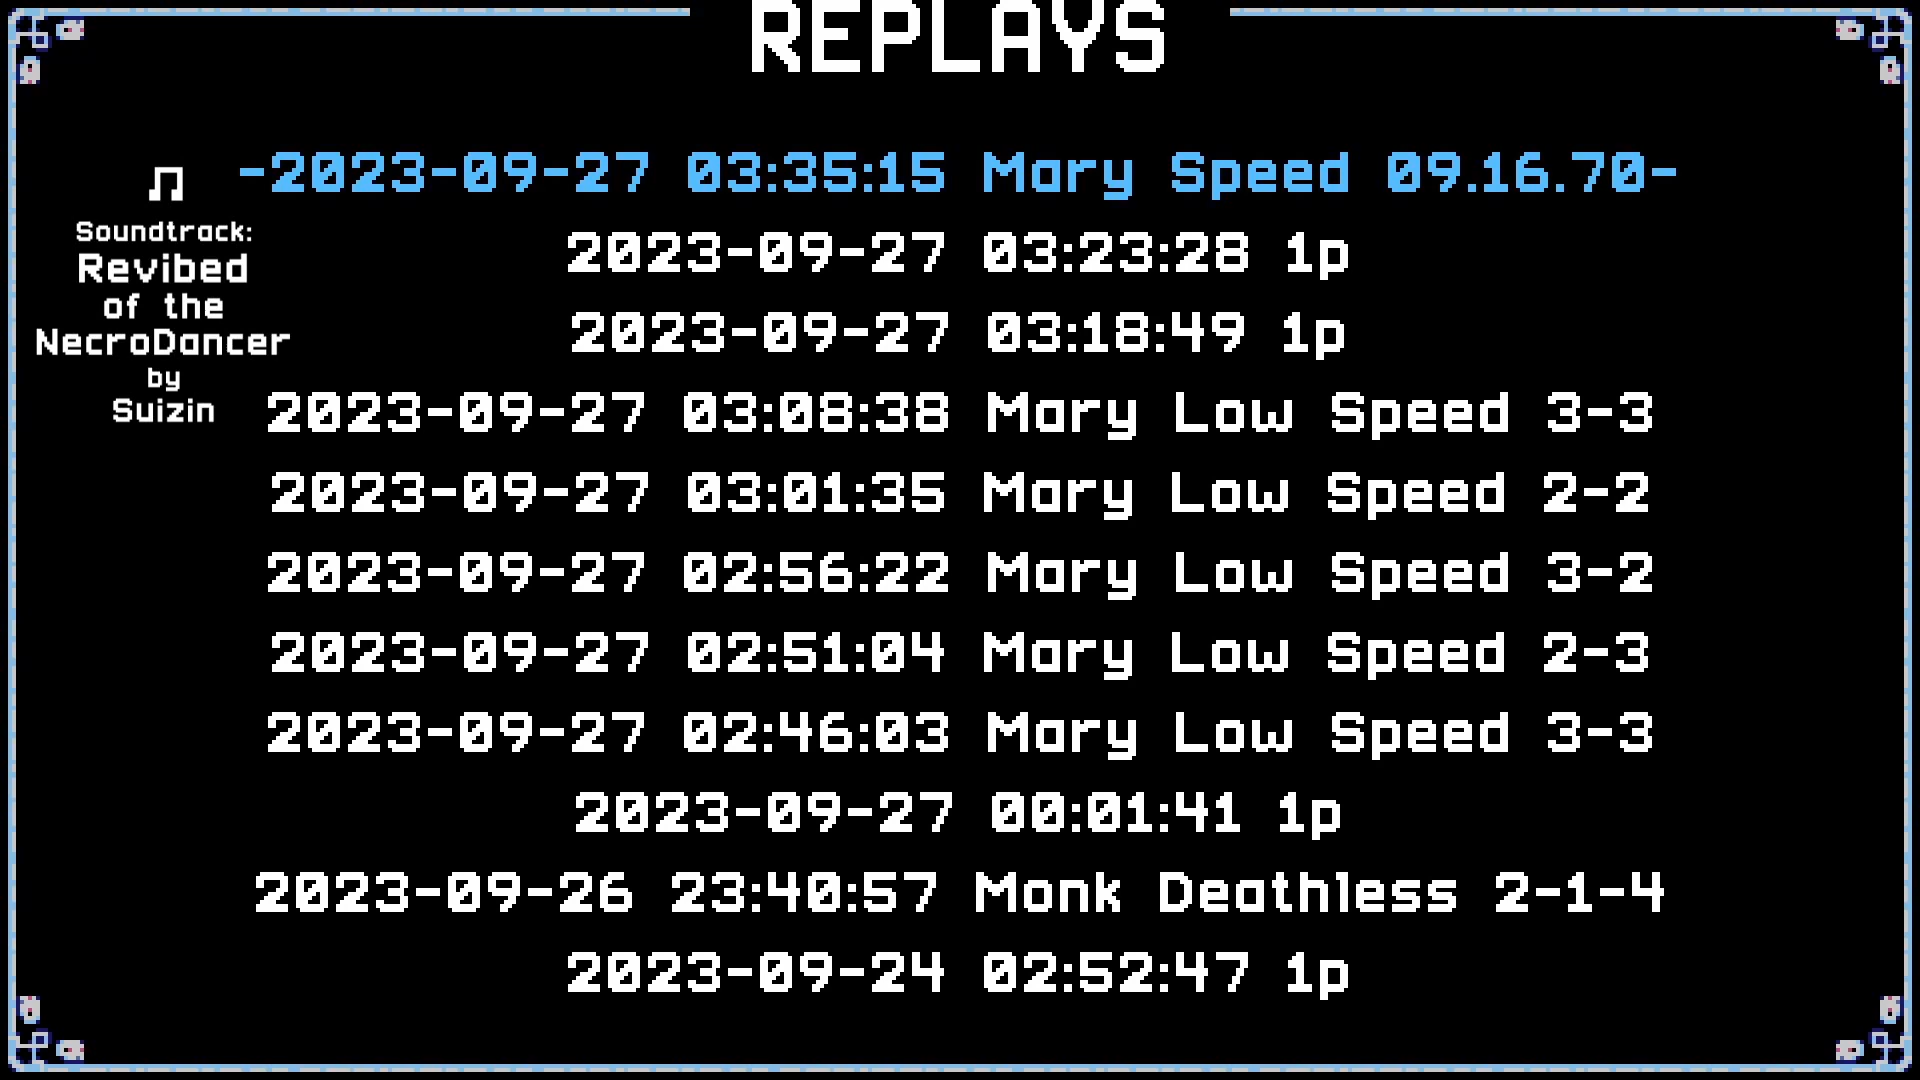 REPLAYS
-2023-09-27 03:35:15 Mary Speed 09.16.70-
2023-09-27 03:23:28 1p
2023-09-27 03:18:49 1p
2023-09-27 03:08:38 Mary Low Speed 3-3
2023-09-27 03:01:35 Mary Low Speed 2-2
2023-09-27 02:56:22 Mary Low Speed 3-2
2023-09-27 02:51:04 Mary Low Speed 2-3
2023-09-27 02:46:03 Mary Low Speed 3-3
2023-09-27 00:01:41 1p
2023-09-26 23:40:57 Monk Deathless 2-1-4
2023-09-24 02:52:47 1p
Soundtrack:
Revibed
of the
NecroDancer
by
Suizin